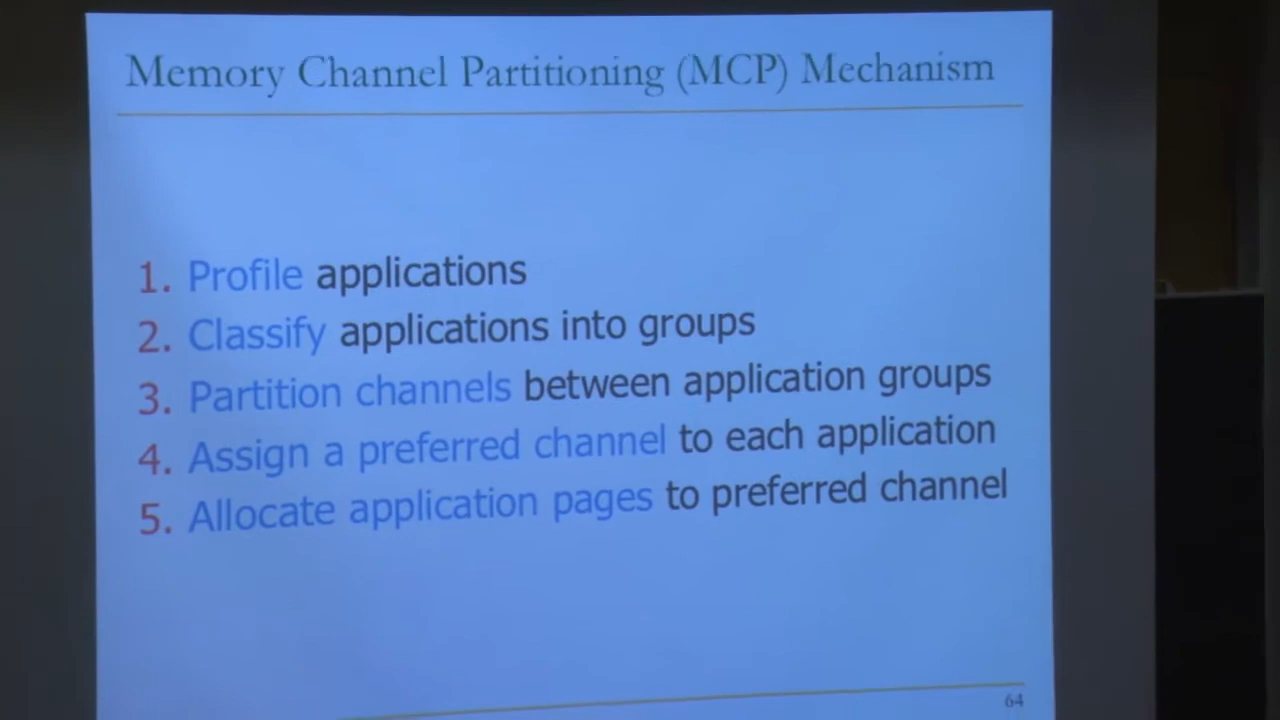 Memory Channel Partitioning (MCP) Mechanism
1. Profile applications
2. Classify applications into groups
3. Partition channels between application groups
4. Assign a preferred channel to each application
5. Allocate application pages to preferred channel
64